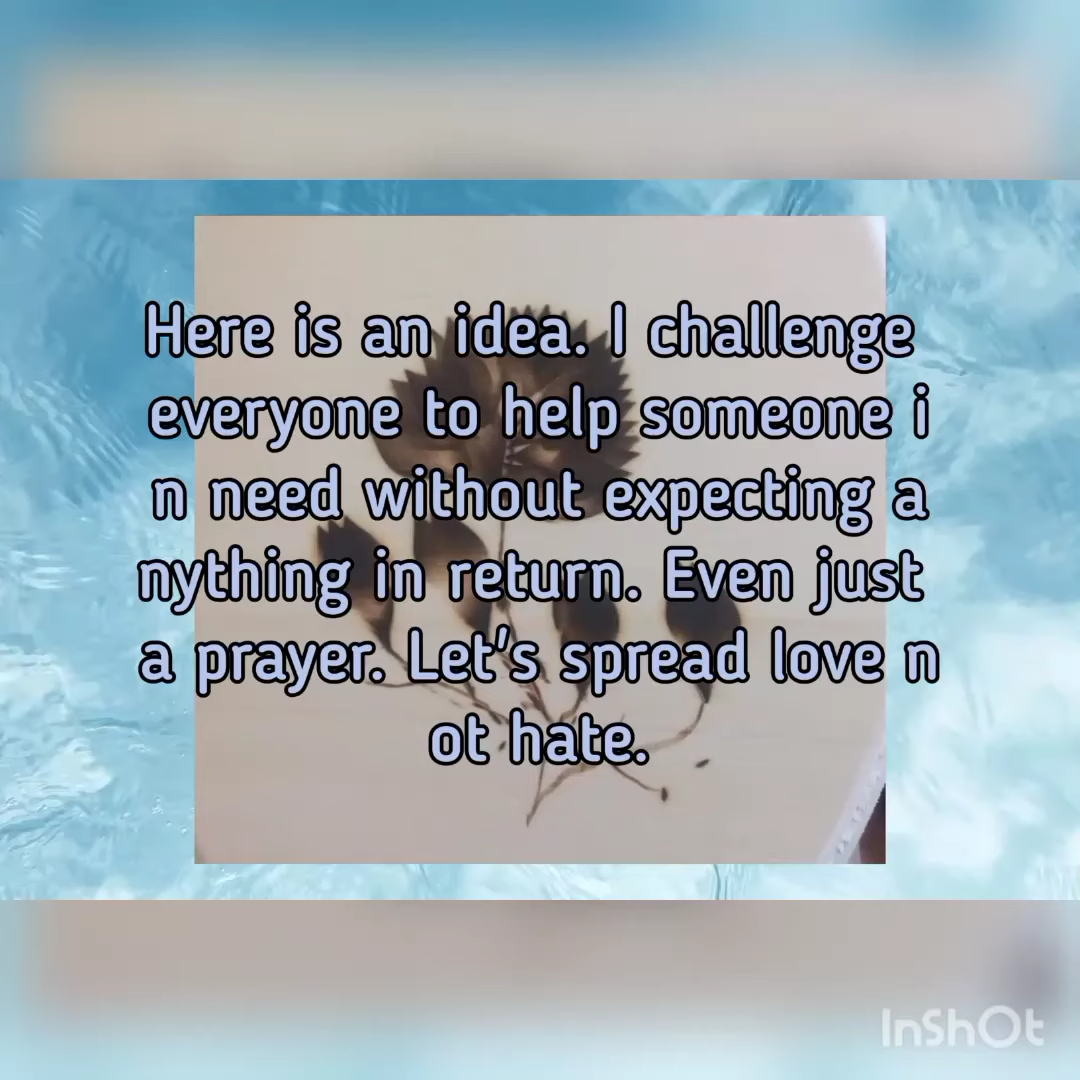 Here is an idea. I challenge
everyone to help someone i
n need without expecting a
nything in return. Even just
a prayer. Let's spread love n
ot hate.
InShOt